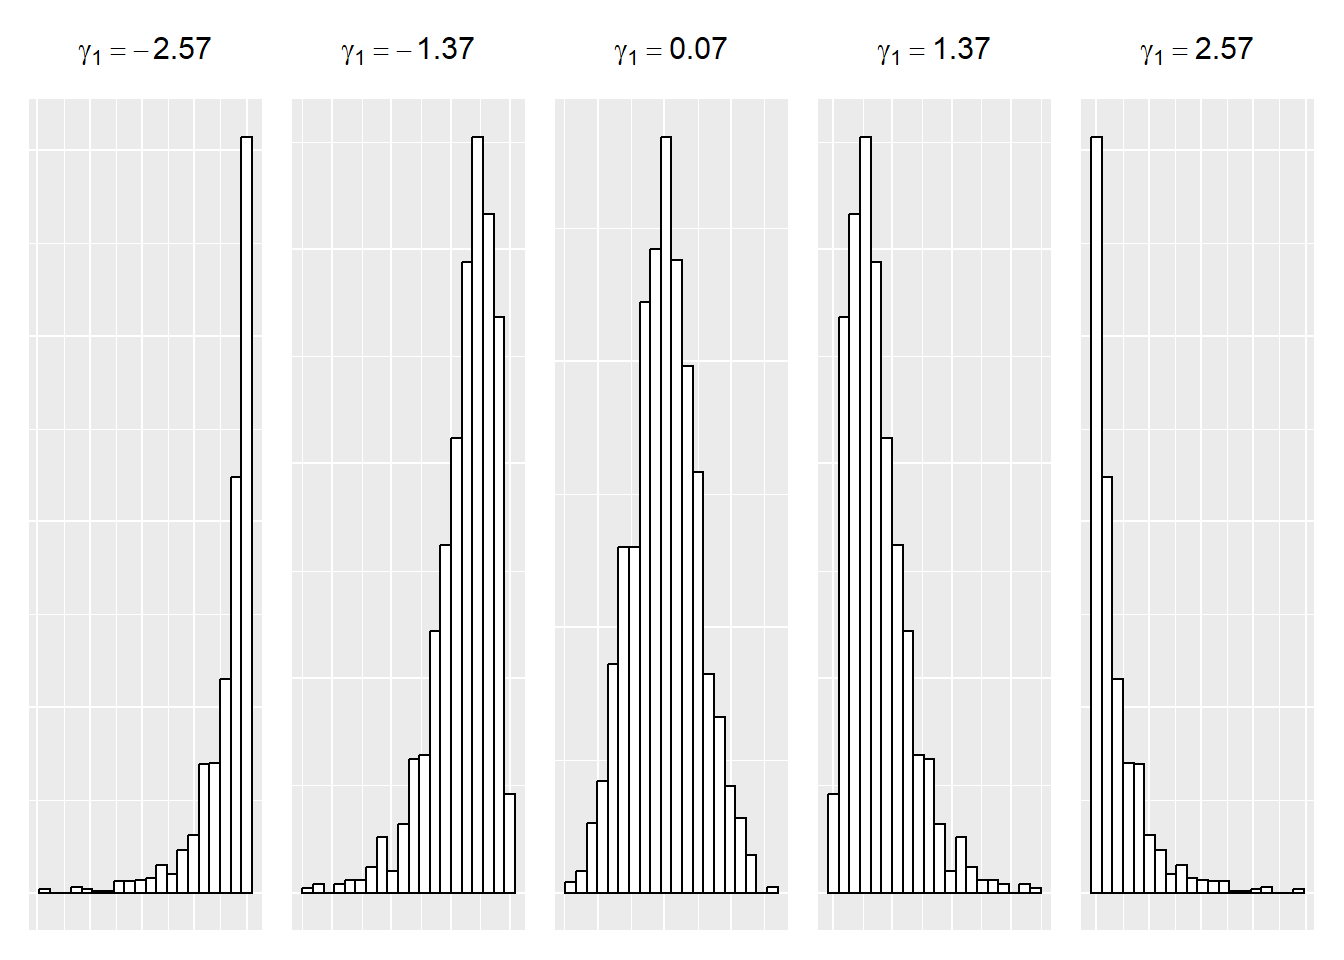 γ₁ = −2.57
γ₁ = −1.37
γ₁ = 0.07
γ₁ = 1.37
γ₁ = 2.57